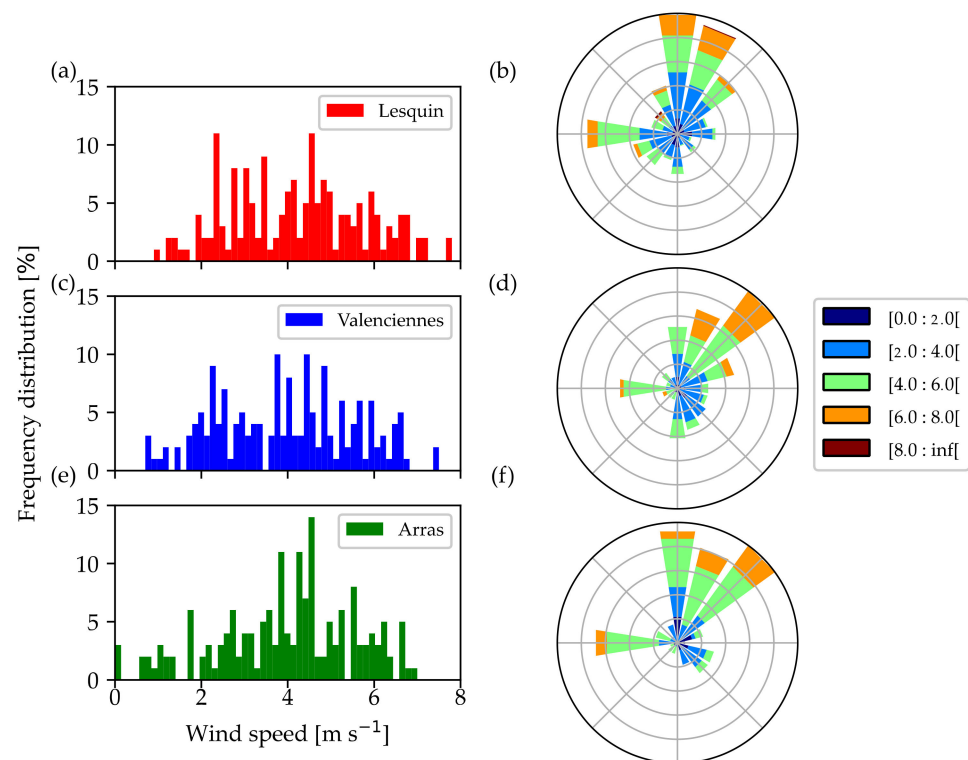 (a)
(b)
15
10
5
0
Lesquin
(c)
(d)
15
10
5
0
Valenciennes
[0.0 : 2.0[
[2.0 : 4.0[
[4.0 : 6.0[
[6.0 : 8.0[
[8.0 : inf[
(e)
(f)
15
10
5
0
Arras
0 2 4 6 8
Wind speed [m s⁻¹]
Frequency distribution [%]